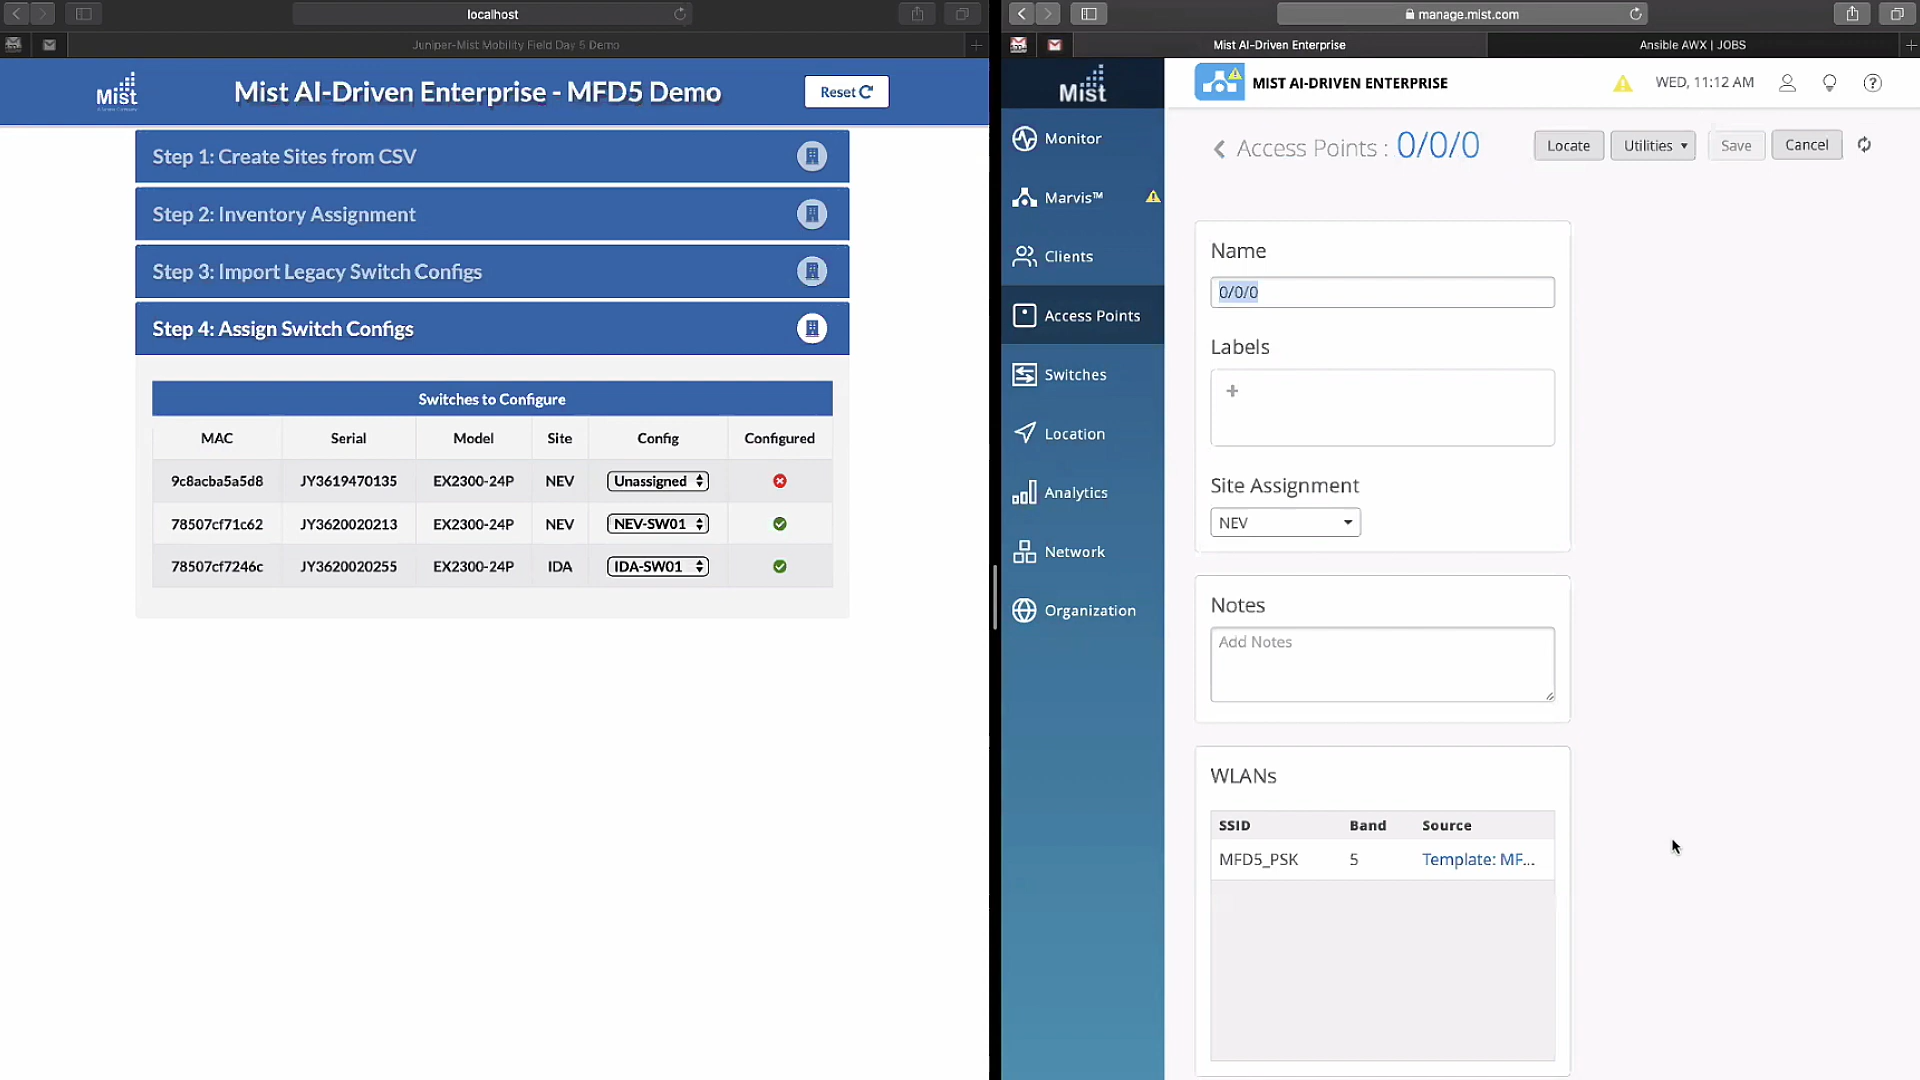 localhost
Juniper-Mist Mobility Field Day 5 Demo
Mist
Mist AI-Driven Enterprise - MFD5 Demo
Reset
Step 1: Create Sites from CSV
Step 2: Inventory Assignment
Step 3: Import Legacy Switch Configs
Step 4: Assign Switch Configs
Switches to Configure
MAC Serial Model Site Config Configured
9c8acba5a5d8 JY3619470135 EX2300-24P NEV Unassigned
78507cf71c62 JY3620020213 EX2300-24P NEV NEV-SW01
78507cf7246c JY3620020255 EX2300-24P IDA IDA-SW01
manage.mist.com
Mist AI-Driven Enterprise
Ansible AWX | JOBS
Mist
MIST AI-DRIVEN ENTERPRISE
WED, 11:12 AM
Monitor
Marvis™
Clients
Access Points
Switches
Location
Analytics
Network
Organization
Access Points : 0/0/0
Locate
Utilities
Save
Cancel
Name
0/0/0
Labels
+
Site Assignment
NEV
Notes
Add Notes
WLANs
SSID Band Source
MFD5_PSK 5 Template: MF...